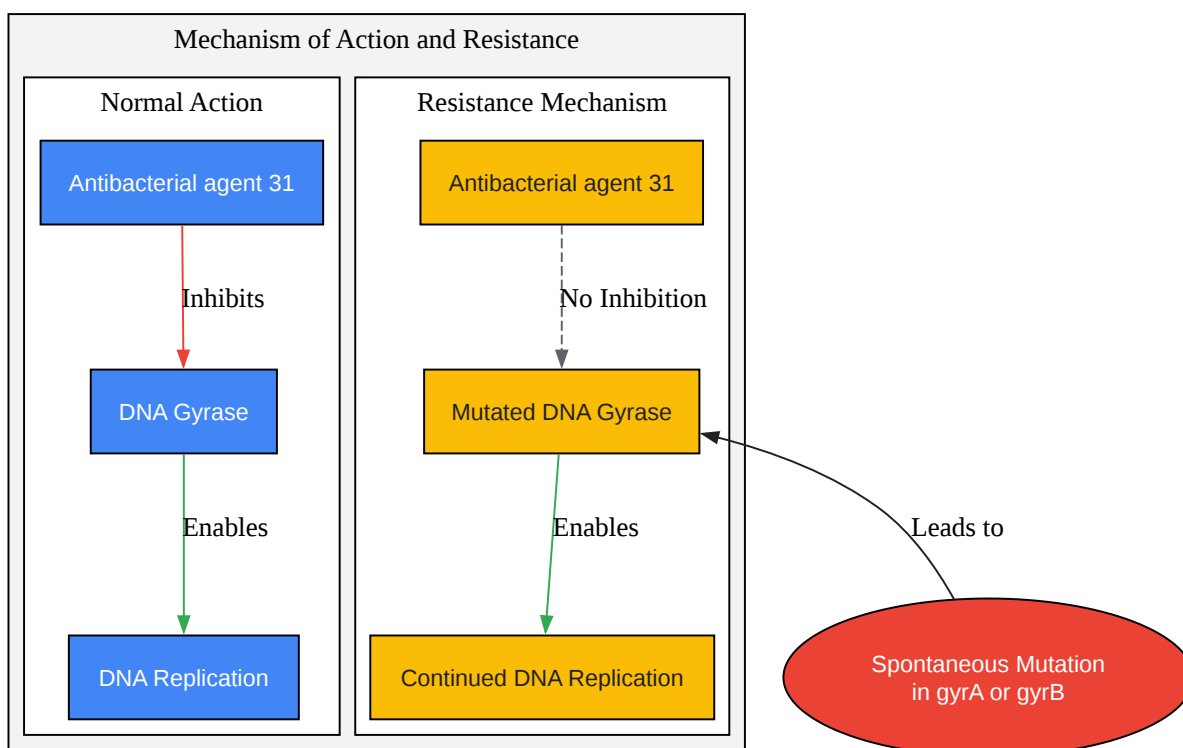 Mechanism of Action and Resistance
Normal Action
Antibacterial agent 31
Inhibits
DNA Gyrase
Enables
DNA Replication
Resistance Mechanism
Antibacterial agent 31
No Inhibition
Mutated DNA Gyrase
Enables
Continued DNA Replication
Leads to
Spontaneous Mutation
in gyrA or gyrB